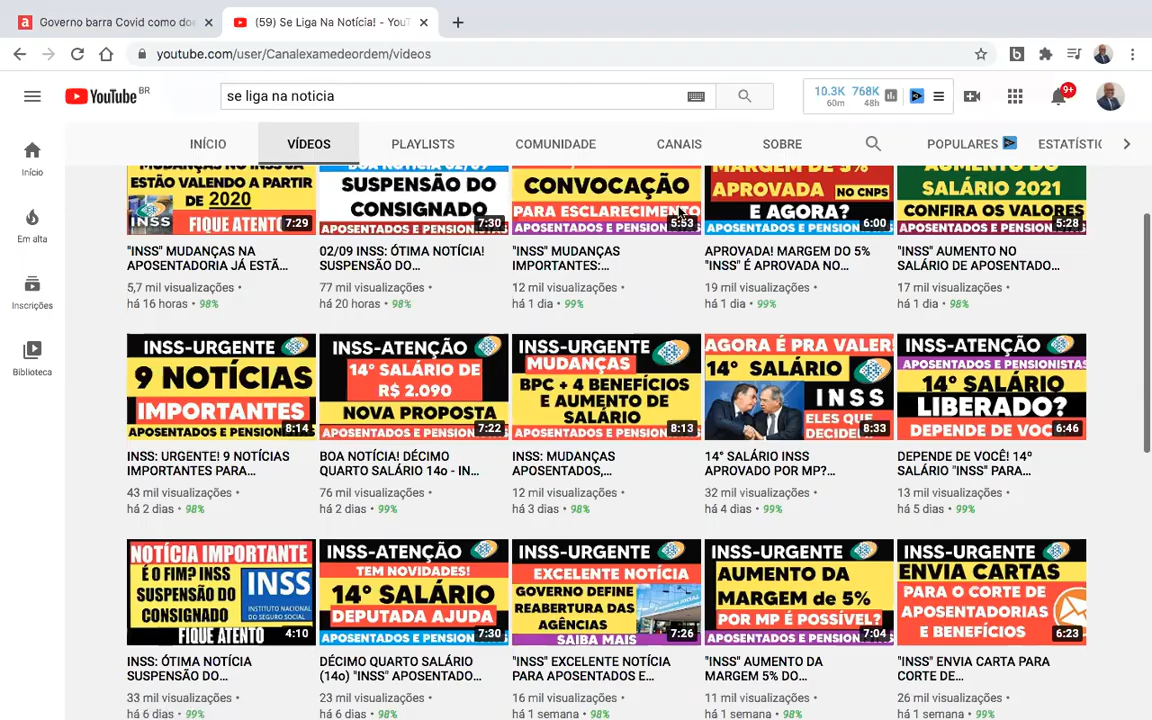 Governo barra Covid como do
(59) Se Liga Na Notícia! - YouT
youtube.com/user/Canalexamedeordem/videos
YouTube BR
se liga na noticia
10.3K 768K
60m 48h
9+
INÍCIO VÍDEOS PLAYLISTS COMUNIDADE CANAIS SOBRE POPULARES ESTATÍSTIC
Início
Em alta
Inscrições
Biblioteca
MUDANÇAS NO INSS JÁ
ESTÃO VALENDO A PARTIR
DE 2020
INSS
FIQUE ATENTO
7:29
BOA NOTÍCIA 02/09
SUSPENSÃO DO
CONSIGNADO
APOSENTADOS E PENSION
7:30
CONVOCAÇÃO
PARA ESCLARECIMENTO
APOSENTADOS E PENSION
5:53
MARGEM DE 5%
APROVADA NO CNPS
E AGORA?
APOSENTADOS E PENSION
6:00
AUMENTO DO
SALÁRIO 2021
CONFIRA OS VALORES
APOSENTADOS E PENSION
5:28
"INSS" MUDANÇAS NA
APOSENTADORIA JÁ ESTÃ...
5,7 mil visualizações •
há 16 horas • 98%
02/09 INSS: ÓTIMA NOTÍCIA!
SUSPENSÃO DO...
77 mil visualizações •
há 20 horas • 98%
"INSS" MUDANÇAS
IMPORTANTES:...
12 mil visualizações •
há 1 dia • 99%
APROVADA! MARGEM DO 5%
"INSS" É APROVADA NO...
19 mil visualizações •
há 1 dia • 99%
"INSS" AUMENTO NO
SALÁRIO DE APOSENTADO...
17 mil visualizações •
há 1 dia • 98%
INSS-URGENTE
9 NOTÍCIAS
IMPORTANTES
APOSENTADOS E PENSION
8:14
INSS-ATENÇÃO
14º SALÁRIO DE
R$ 2.090
NOVA PROPOSTA
APOSENTADOS E PENSION
7:22
INSS-URGENTE
MUDANÇAS
BPC + 4 BENEFÍCIOS
E AUMENTO DE
SALÁRIO
APOSENTADOS E PENSION
8:13
AGORA É PRA VALER!
14º SALÁRIO
INSS
ELES QUE
DECIDE
8:33
INSS-ATENÇÃO
APOSENTADOS E PENSIONISTAS
14º SALÁRIO
LIBERADO?
DEPENDE DE VOC
6:46
INSS: URGENTE! 9 NOTÍCIAS
IMPORTANTES PARA...
43 mil visualizações •
há 2 dias • 98%
BOA NOTÍCIA! DÉCIMO
QUARTO SALÁRIO 14o - IN...
76 mil visualizações •
há 2 dias • 99%
INSS: MUDANÇAS
APOSENTADOS,...
12 mil visualizações •
há 3 dias • 98%
14° SALÁRIO INSS
APROVADO POR MP?...
32 mil visualizações •
há 4 dias • 99%
DEPENDE DE VOCÊ! 14º
SALÁRIO "INSS" PARA...
13 mil visualizações •
há 5 dias • 99%
NOTÍCIA IMPORTANTE
É O FIM? INSS
SUSPENSÃO DO
CONSIGNADO
FIQUE ATENTO
INSS
INSTITUTO NACIONAL
DO SEGURO SOCIAL
4:10
INSS-ATENÇÃO
TEM NOVIDADES!
14º SALÁRIO
DEPUTADA AJUDA
APOSENTADOS E PENSION
7:30
INSS-URGENTE
EXCELENTE NOTÍCIA
GOVERNO DEFINE
REABERTURA DAS
AGÊNCIAS
SAIBA MAIS
7:26
INSS-URGENTE
AUMENTO DA
MARGEM de 5%
POR MP É POSSÍVEL?
APOSENTADOS E PENSION
7:04
INSS-URGENTE
ENVIA CARTAS
PARA O CORTE DE
APOSENTADORIAS
E BENEFÍCIOS
6:23
INSS: ÓTIMA NOTÍCIA
SUSPENSÃO DO...
33 mil visualizações •
há 6 dias • 99%
DÉCIMO QUARTO SALÁRIO
(14o) "INSS" APOSENTADO...
23 mil visualizações •
há 6 dias • 98%
"INSS" EXCELENTE NOTÍCIA
PARA APOSENTADOS E...
16 mil visualizações •
há 1 semana • 98%
"INSS" AUMENTO DA
MARGEM 5% DO...
11 mil visualizações •
há 1 semana • 98%
"INSS" ENVIA CARTA PARA
CORTE DE...
26 mil visualizações •
há 1 semana • 99%